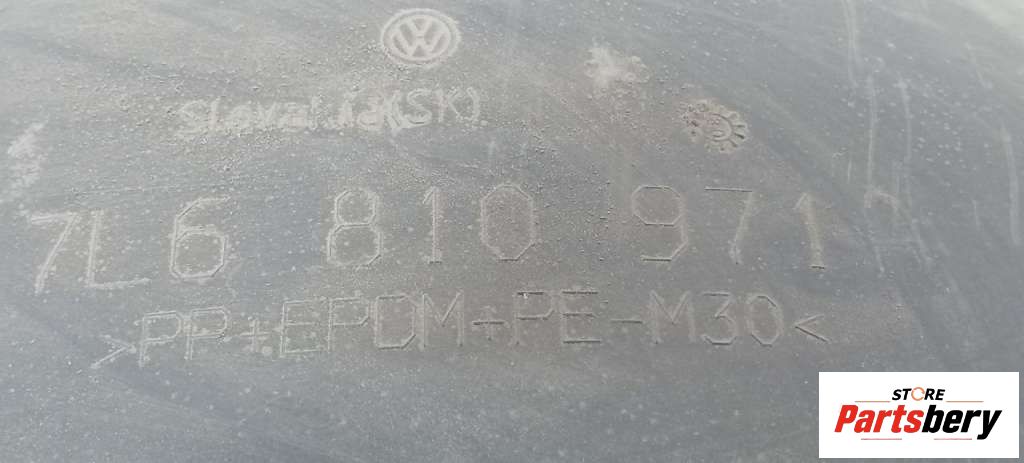 Slovakia(SK)
7L6 810 971
>PP+EPDM+PE-M30<
STORE
Partsbery